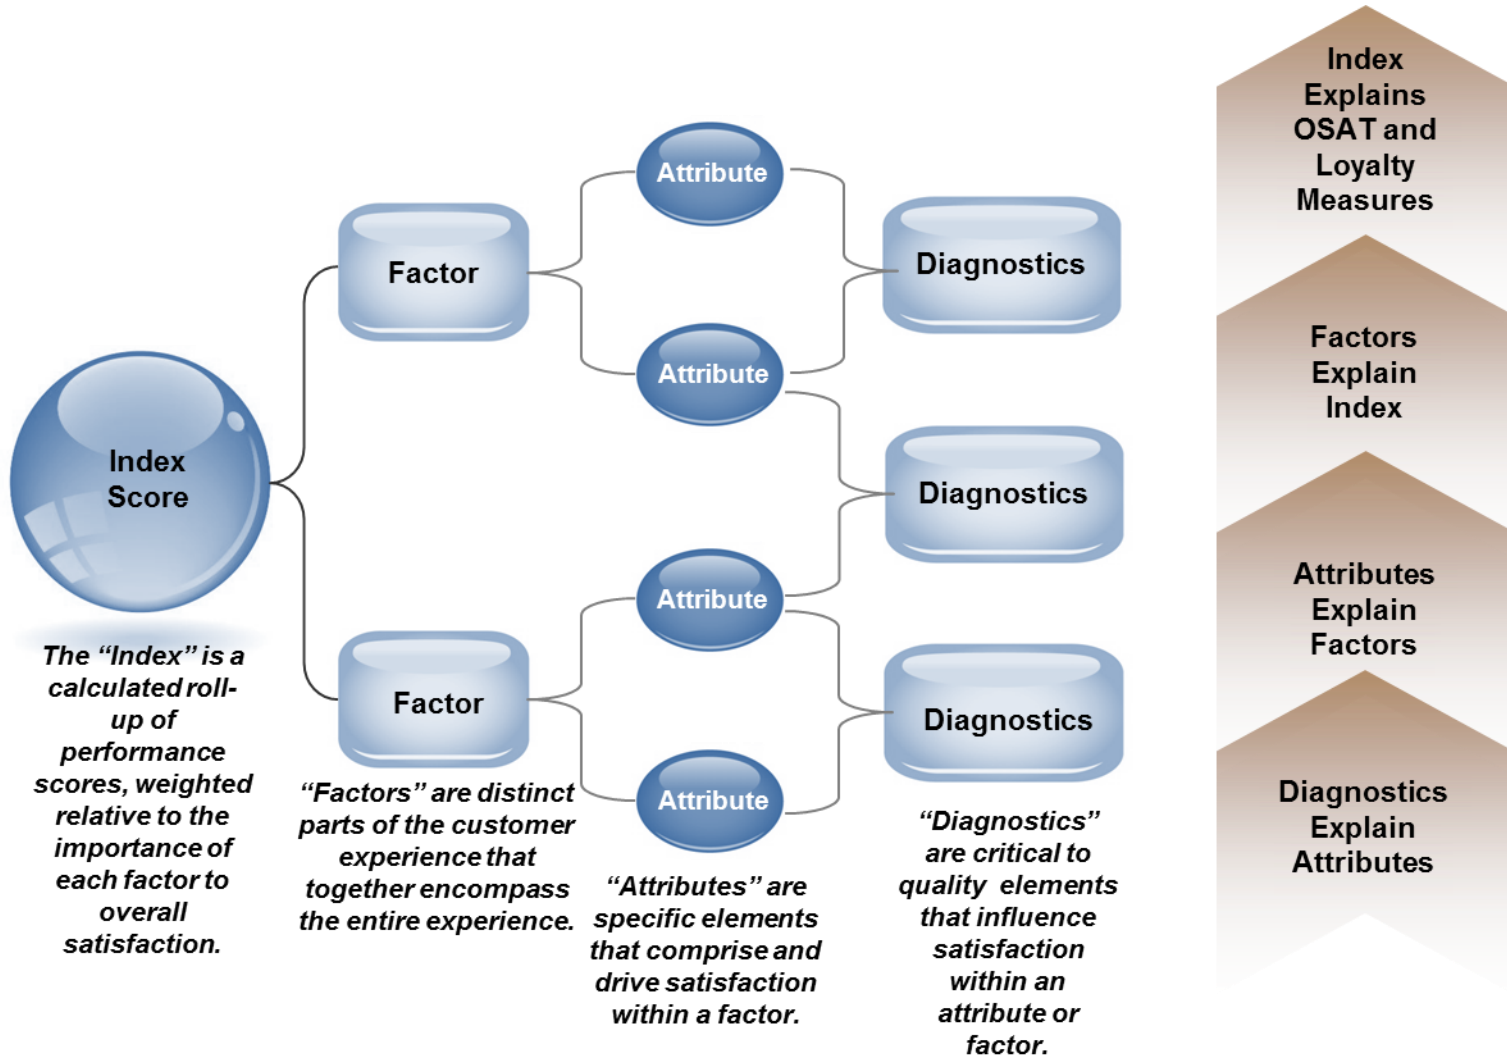 Index
Score
The “Index” is a
calculated roll-
up of
performance
scores, weighted
relative to the
importance of
each factor to
overall
satisfaction.
Factor
Factor
“Factors” are distinct
parts of the customer
experience that
together encompass
the entire experience.
Attribute
Attribute
Attribute
Attribute
“Attributes” are
specific elements
that comprise and
drive satisfaction
within a factor.
Diagnostics
Diagnostics
Diagnostics
“Diagnostics”
are critical to
quality elements
that influence
satisfaction
within an
attribute or
factor.
Index
Explains
OSAT and
Loyalty
Measures
Factors
Explain
Index
Attributes
Explain
Factors
Diagnostics
Explain
Attributes